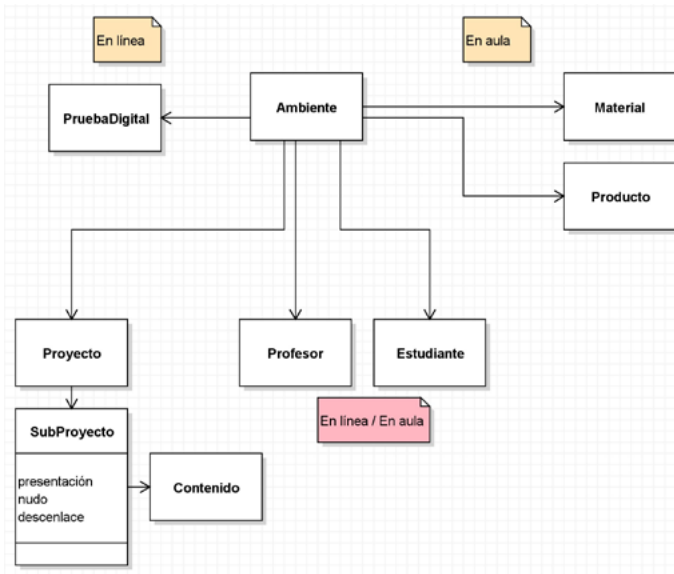 En línea
En aula
PruebaDigital
Ambiente
Material
Producto
Proyecto
Profesor
Estudiante
En línea / En aula
SubProyecto
presentación
nudo
descenlace
Contenido